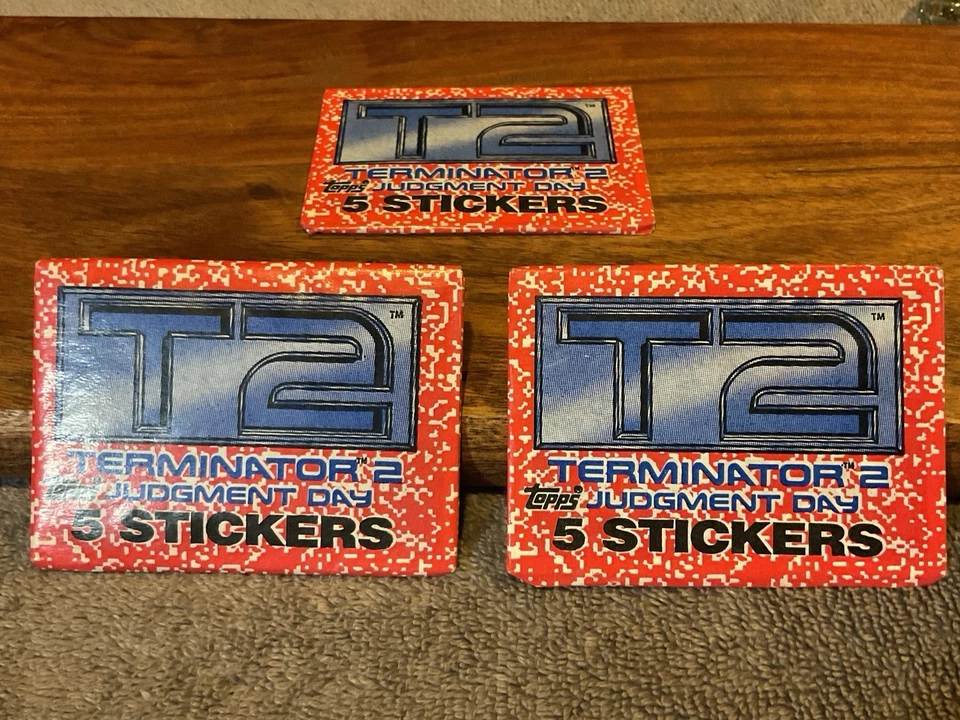 T2™
TERMINATOR 2
Topps® JUDGMENT DAY
5 STICKERS
T2™
TERMINATOR™ 2
Topps JUDGMENT DAY
5 STICKERS
T2™
TERMINATOR™ 2
Topps® JUDGMENT DAY
5 STICKERS